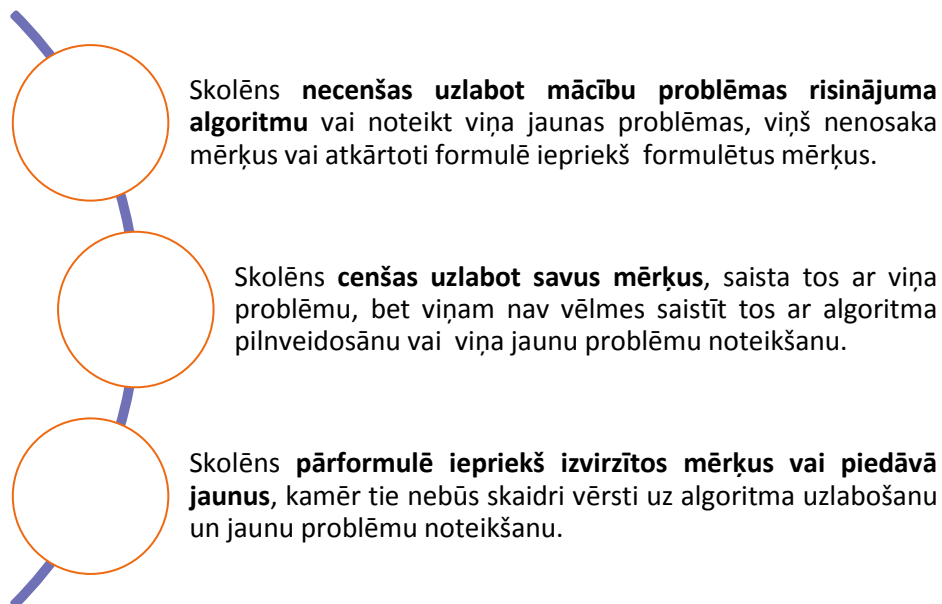 Skolēns necenšas uzlabot mācību problēmas risinājuma
algoritmu vai noteikt viņa jaunas problēmas, viņš nenosaka
mērķus vai atkārtoti formulē iepriekš formulētus mērķus.
Skolēns cenšas uzlabot savus mērķus, saista tos ar viņa
problēmu, bet viņam nav vēlmes saistīt tos ar algoritma
pilnveidosānu vai viņa jaunu problēmu noteikšanu.
Skolēns pārformulē iepriekš izvirzītos mērķus vai piedāvā
jaunus, kamēr tie nebūs skaidri vērsti uz algoritma uzlabošanu
un jaunu problēmu noteikšanu.